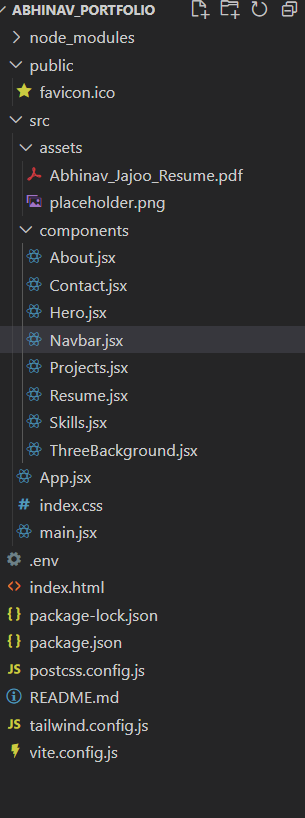 ABHINAV_PORTFOLIO
node_modules
public
favicon.ico
src
assets
Abhinav_Jajoo_Resume.pdf
placeholder.png
components
About.jsx
Contact.jsx
Hero.jsx
Navbar.jsx
Projects.jsx
Resume.jsx
Skills.jsx
ThreeBackground.jsx
App.jsx
# index.css
main.jsx
.env
<> index.html
{} package-lock.json
{} package.json
JS postcss.config.js
README.md
JS tailwind.config.js
vite.config.js